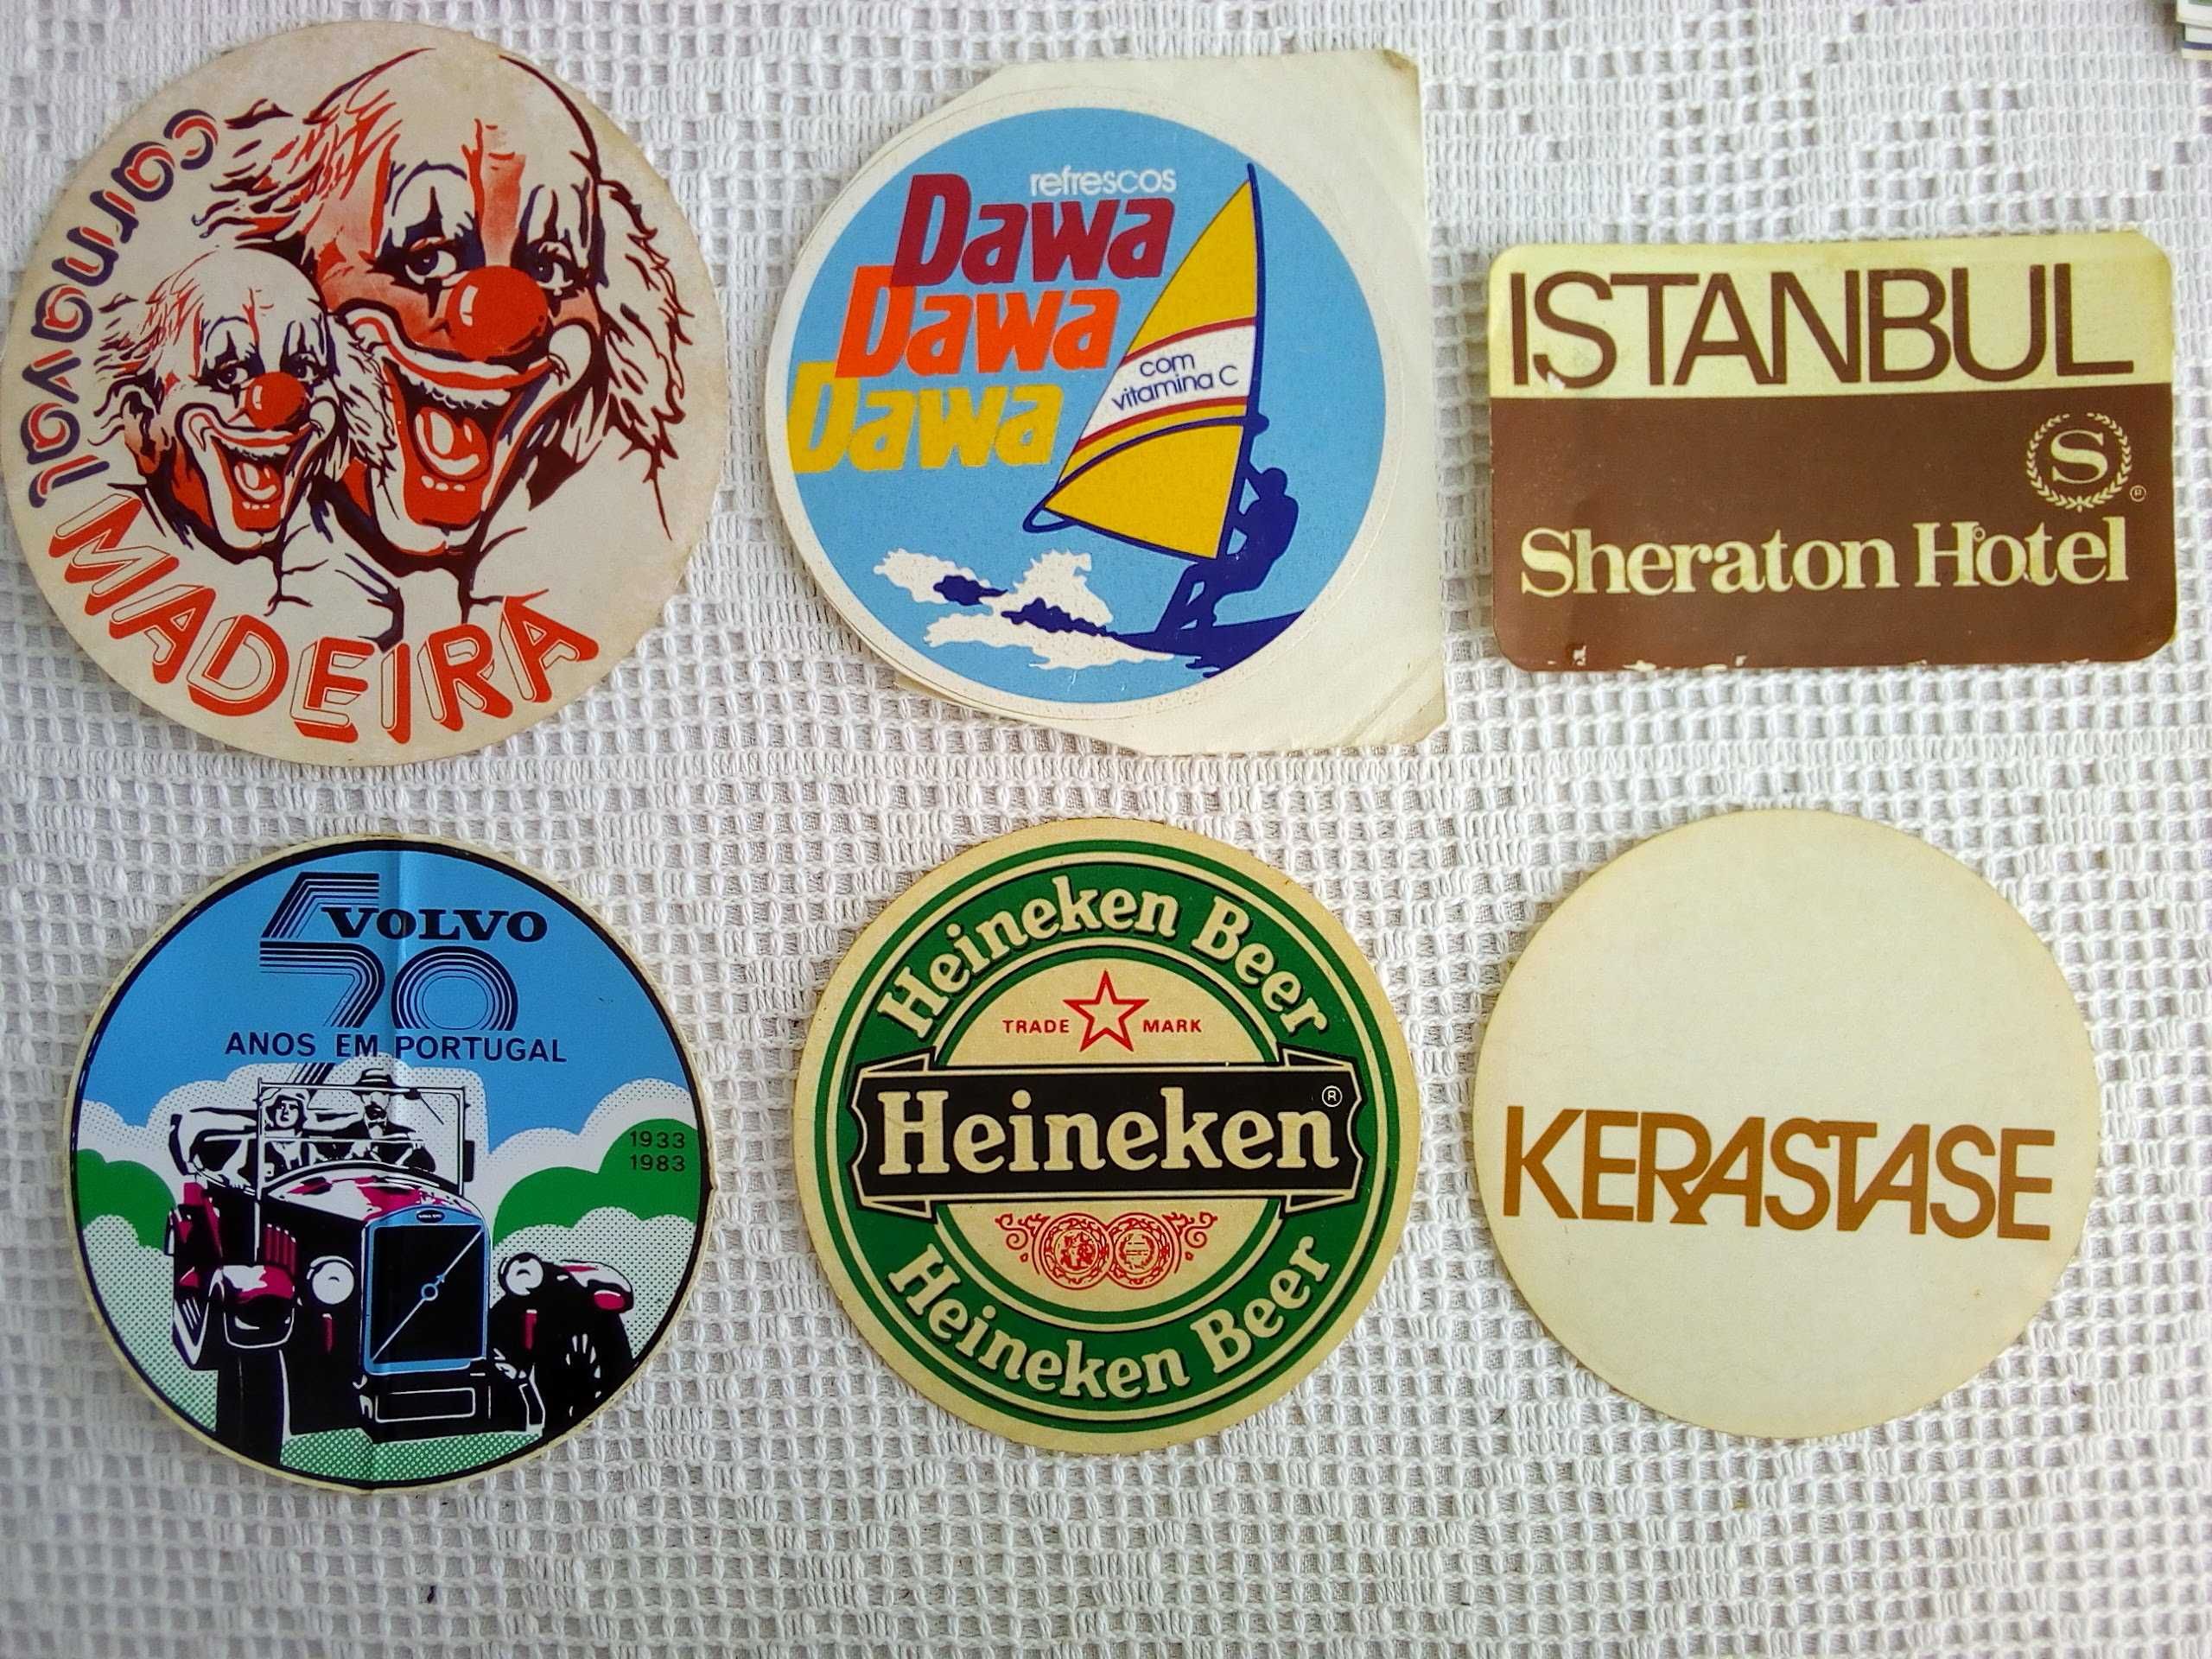 carnaval
MADEIRA
refrescos
Dawa
Dawa
Dawa
com
vitamina C
ISTANBUL
S
®
Sheraton Hotel
VOLVO
50
ANOS EM PORTUGAL
1933
1983
Heineken Beer
TRADE MARK
Heineken ®
Heineken Beer
KERASTASE